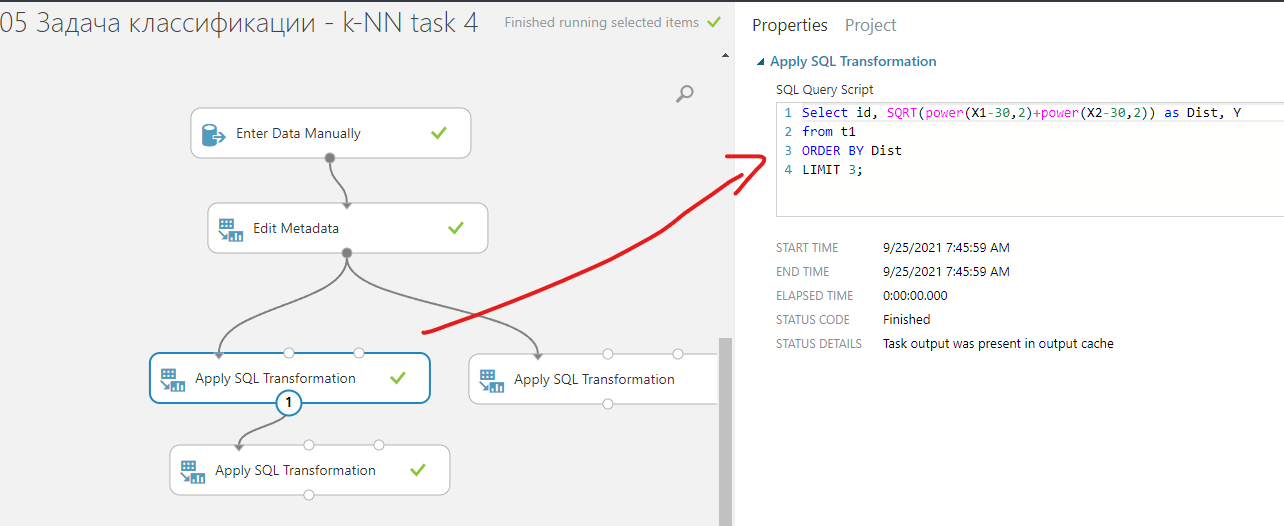 05 Задача классификации - k-NN task 4
Finished running selected items
Enter Data Manually
Edit Metadata
Apply SQL Transformation
Apply SQL Transformation
1
Apply SQL Transformation
Properties
Project
Apply SQL Transformation
SQL Query Script
1 Select id, SQRT(power(X1-30,2)+power(X2-30,2)) as Dist, Y
2 from t1
3 ORDER BY Dist
4 LIMIT 3;
START TIME 9/25/2021 7:45:59 AM
END TIME 9/25/2021 7:45:59 AM
ELAPSED TIME 0:00:00.000
STATUS CODE Finished
STATUS DETAILS Task output was present in output cache